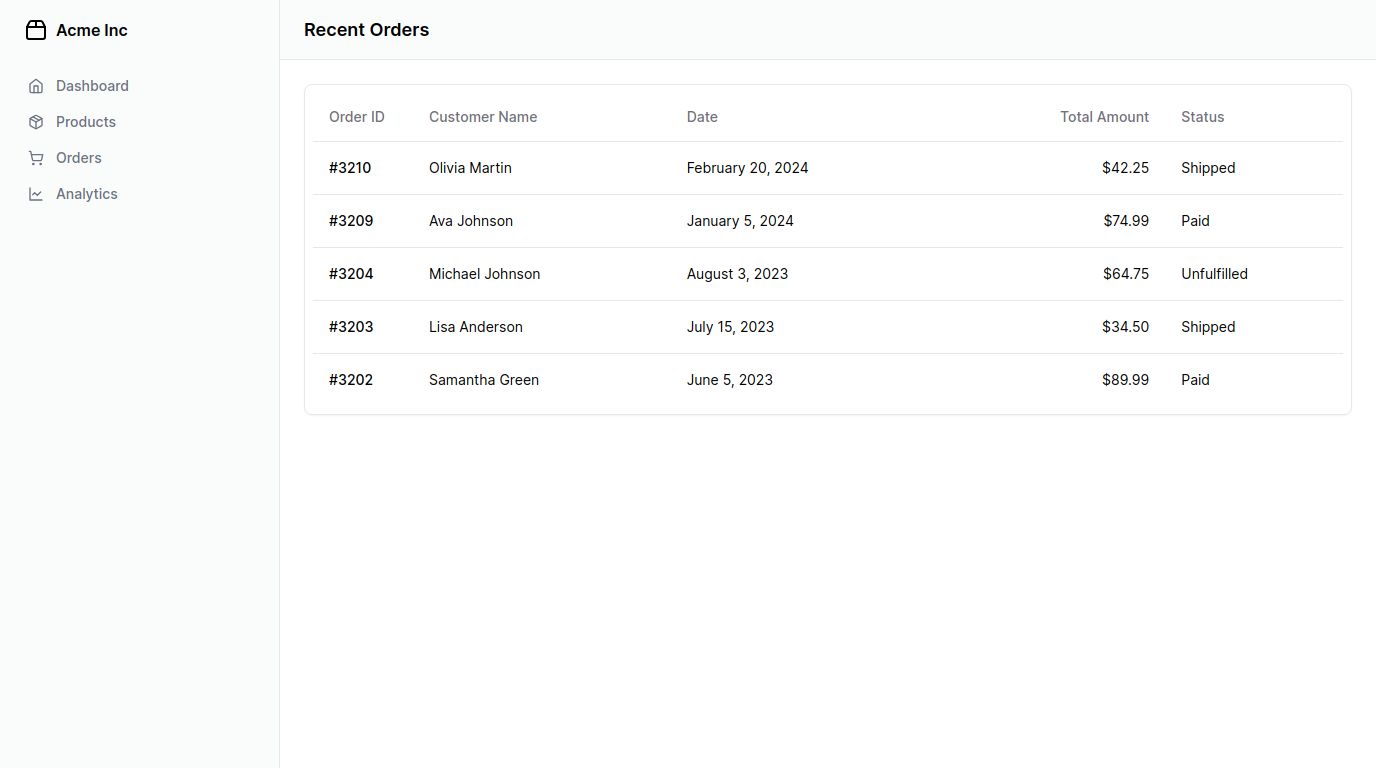 Acme Inc
Dashboard
Products
Orders
Analytics
Recent Orders
Order ID Customer Name Date Total Amount Status
#3210 Olivia Martin February 20, 2024 $42.25 Shipped
#3209 Ava Johnson January 5, 2024 $74.99 Paid
#3204 Michael Johnson August 3, 2023 $64.75 Unfulfilled
#3203 Lisa Anderson July 15, 2023 $34.50 Shipped
#3202 Samantha Green June 5, 2023 $89.99 Paid